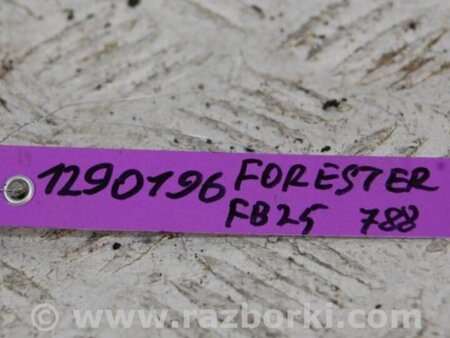 1290196 FORESTER
FB25 788
© www.razborki.com/